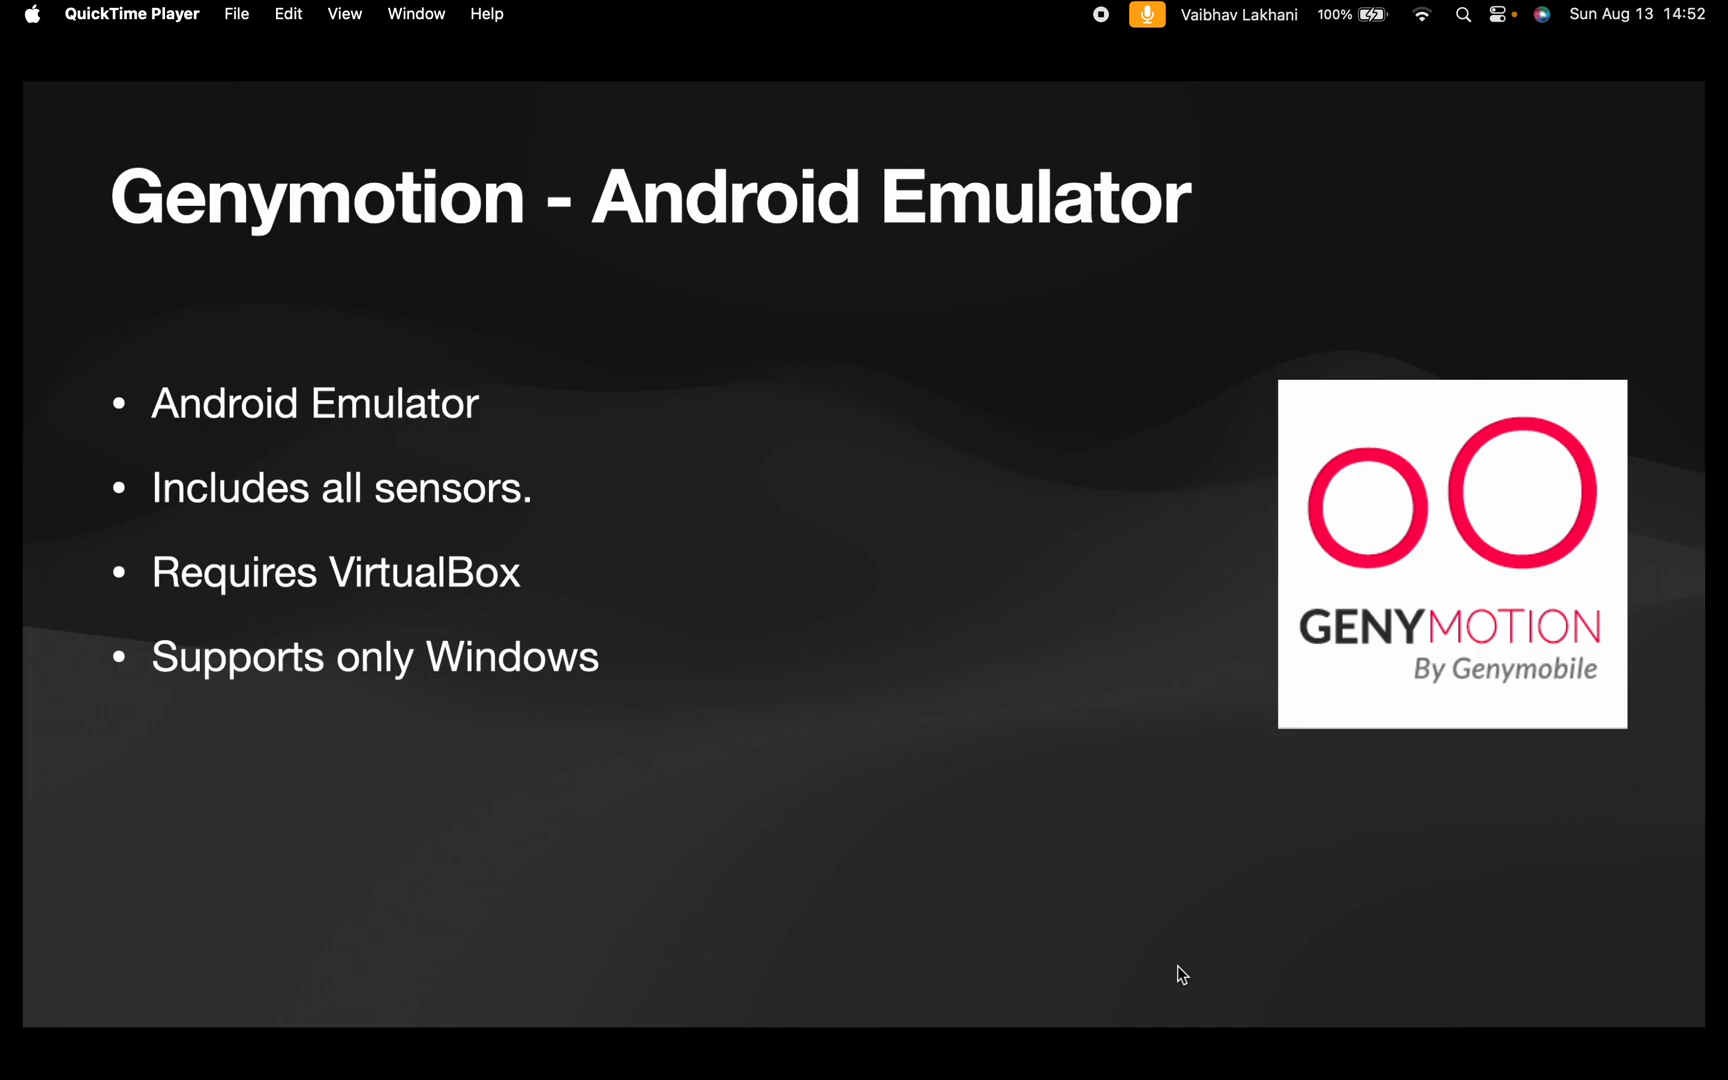 QuickTime Player File Edit View Window Help Vaibhav Lakhani 100% Sun Aug 13 14:52
Genymotion - Android Emulator
• Android Emulator
• Includes all sensors.
• Requires VirtualBox
• Supports only Windows
GENYMOTION
By Genymobile